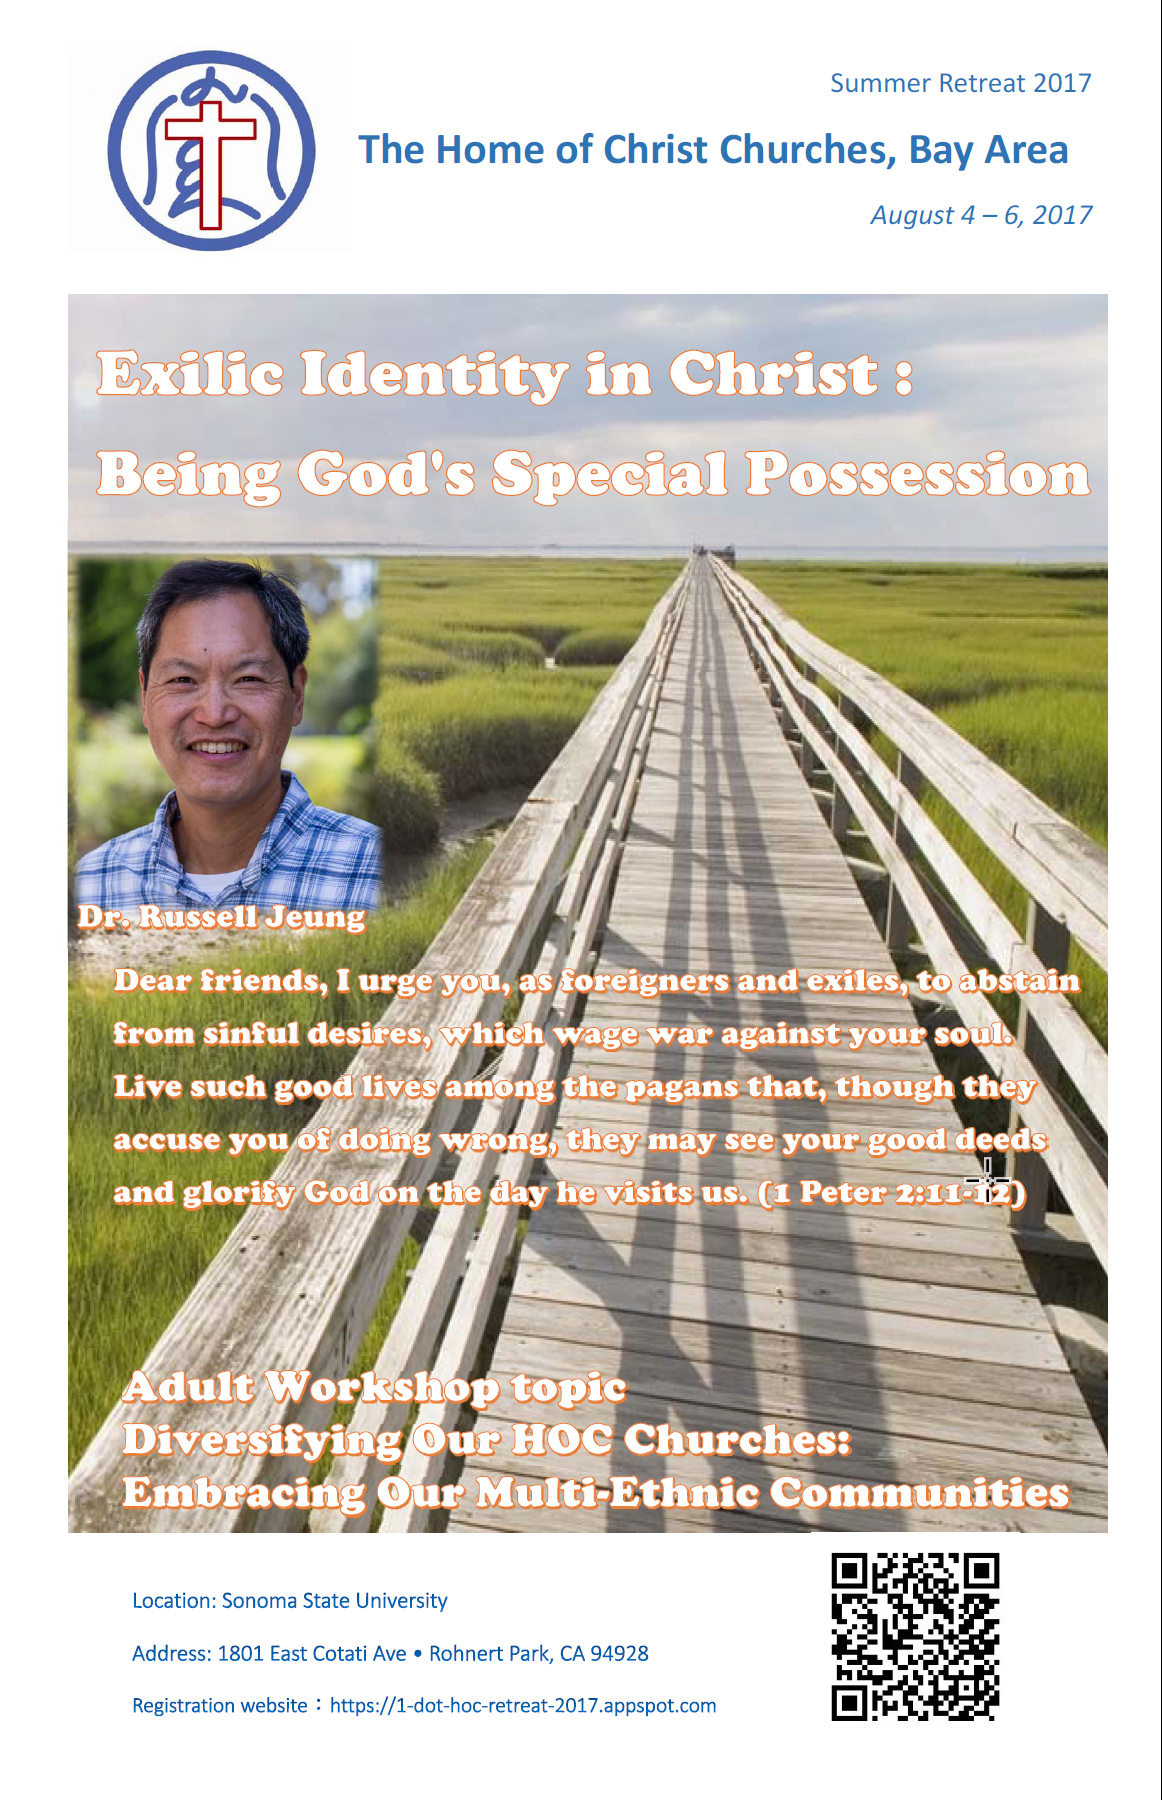 Summer Retreat 2017
The Home of Christ Churches, Bay Area
August 4 – 6, 2017
Exilic Identity in Christ :
Being God's Special Possession
Dr. Russell Jeung
Dear friends, I urge you, as foreigners and exiles, to abstain
from sinful desires, which wage war against your soul.
Live such good lives among the pagans that, though they
accuse you of doing wrong, they may see your good deeds
and glorify God on the day he visits us. (1 Peter 2:11-12)
Adult Workshop topic
Diversifying Our HOC Churches:
Embracing Our Multi-Ethnic Communities
Location: Sonoma State University
Address: 1801 East Cotati Ave • Rohnert Park, CA 94928
Registration website：https://1-dot-hoc-retreat-2017.appspot.com